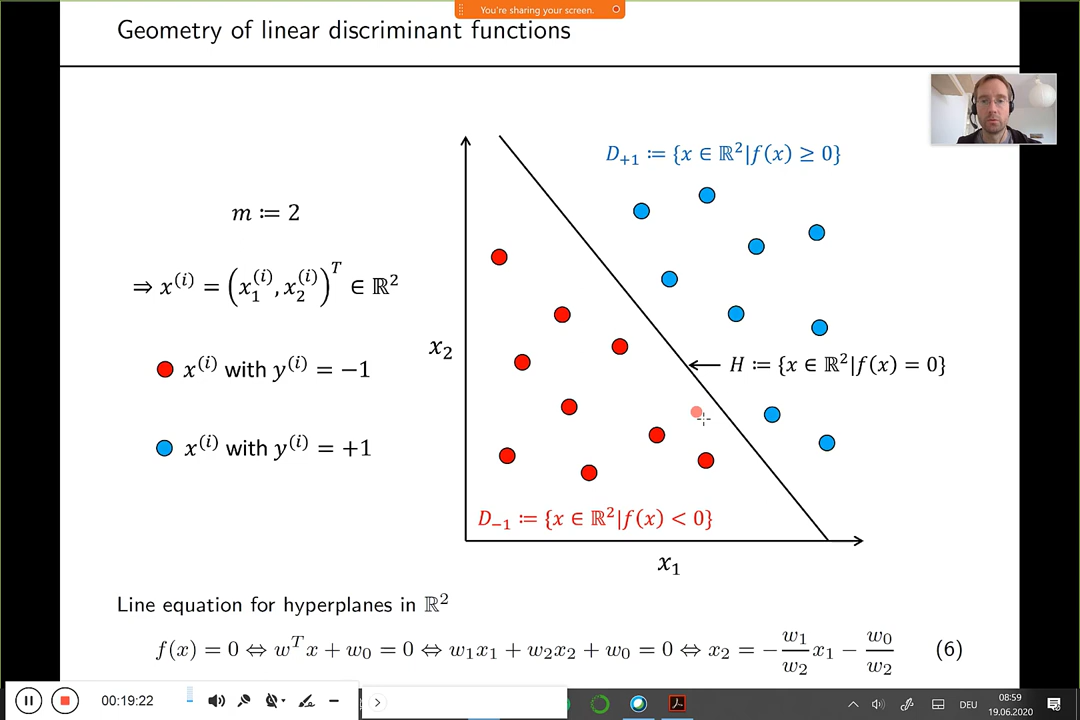 You're sharing your screen.
Geometry of linear discriminant functions
D₊₁ := {x ∈ ℝ²|f(x) ≥ 0}
m := 2
⇒ x⁽ⁱ⁾ = (x₁⁽ⁱ⁾, x₂⁽ⁱ⁾)ᵀ ∈ ℝ²
x₂
H := {x ∈ ℝ²|f(x) = 0}
x⁽ⁱ⁾ with y⁽ⁱ⁾ = −1
x⁽ⁱ⁾ with y⁽ⁱ⁾ = +1
D₋₁ := {x ∈ ℝ²|f(x) < 0}
x₁
Line equation for hyperplanes in ℝ²
f(x) = 0 ⇔ wᵀx + w₀ = 0 ⇔ w₁x₁ + w₂x₂ + w₀ = 0 ⇔ x₂ = −w₁/w₂ x₁ − w₀/w₂ (6)
00:19:22
DEU
08:59
19.06.2020